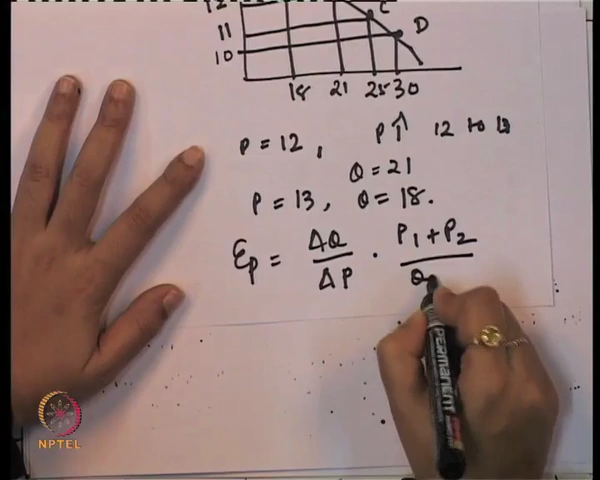 12
C
11
D
10
18 21 25 30
P = 12, P↑ 12 to 13
Q = 21
P = 13, Q = 18.
Ep = ΔQ/ΔP · P1+P2/Q
PERMANENT
NPTEL